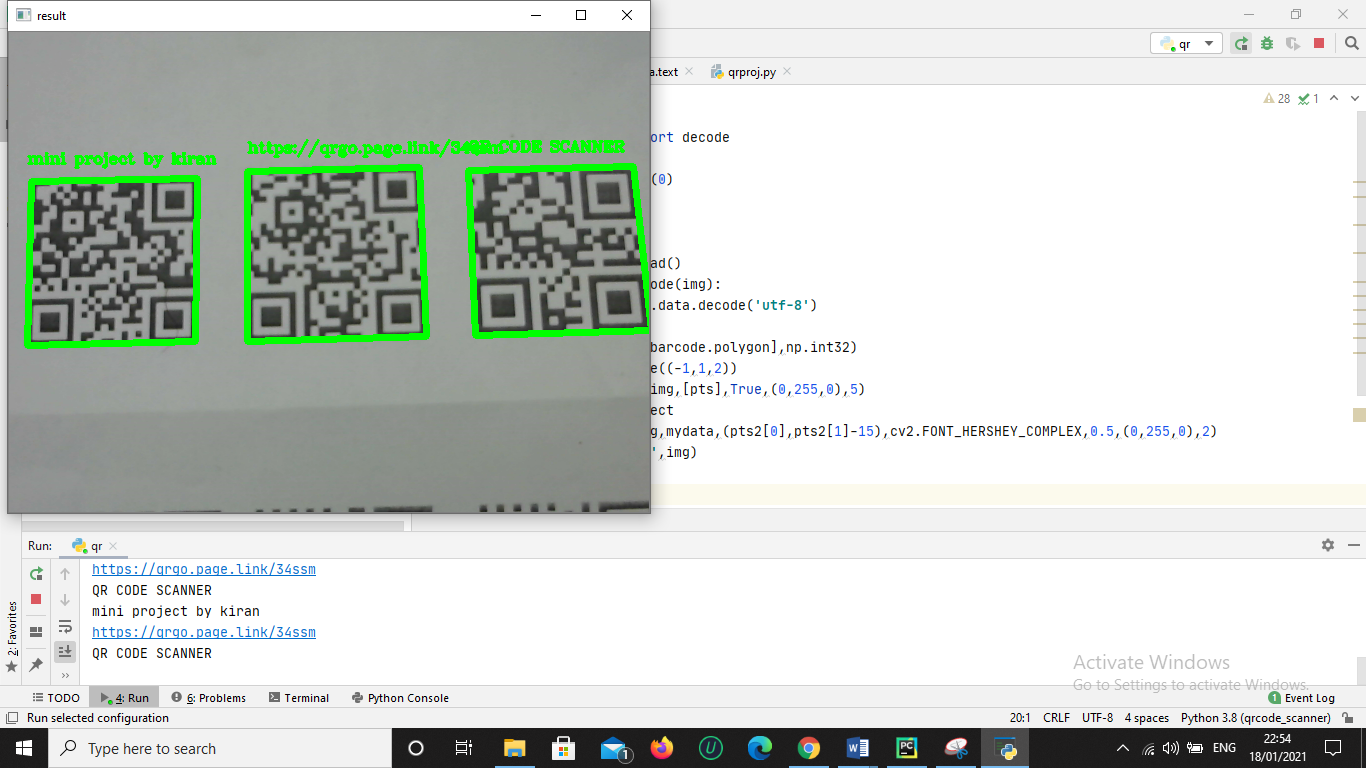 result
mini project by kiran
https://qrgo.page.link/
QR CODE SCANNER
qr
a.text
qrproj.py
28
1
ort decode
(0)
ad()
ode(img):
.data.decode('utf-8')
barcode.polygon],np.int32)
e((-1,1,2))
img,[pts],True,(0,255,0),5)
ect
g,mydata,(pts2[0],pts2[1]-15),cv2.FONT_HERSHEY_COMPLEX,0.5,(0,255,0),2)
',img)
Run:
qr
https://qrgo.page.link/34ssm
QR CODE SCANNER
mini project by kiran
https://qrgo.page.link/34ssm
QR CODE SCANNER
2: Favorites
Activate Windows
Go to Settings to activate Windows.
TODO
4: Run
6: Problems
Terminal
Python Console
1
Event Log
Run selected configuration
20:1
CRLF
UTF-8
4 spaces
Python 3.8 (qrcode_scanner)
Type here to search
1
ENG
22:54
18/01/2021